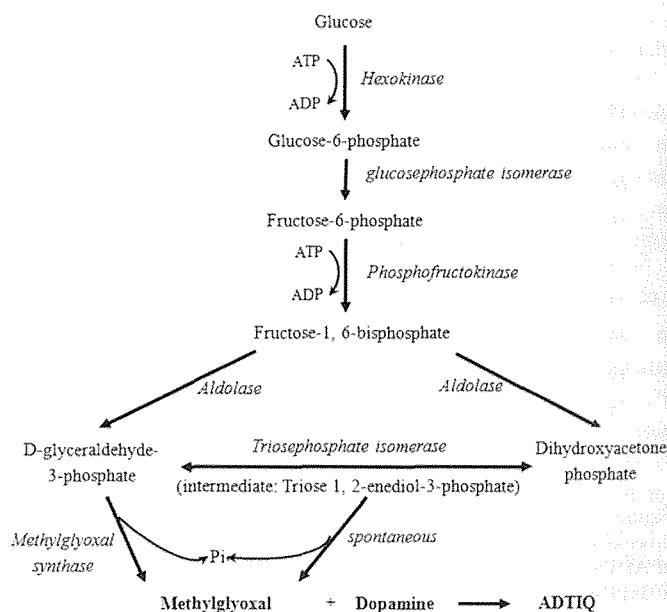 Glucose
ATP
Hexokinase
ADP
Glucose-6-phosphate
glucosephosphate isomerase
Fructose-6-phosphate
ATP
Phosphofructokinase
ADP
Fructose-1, 6-bisphosphate
Aldolase
Aldolase
D-glyceraldehyde-
3-phosphate
Triosephosphate isomerase
(intermediate: Triose 1, 2-enediol-3-phosphate)
Dihydroxyacetone
phosphate
Methylglyoxal
synthase
Pi
spontaneous
Methylglyoxal + Dopamine ADTIQ